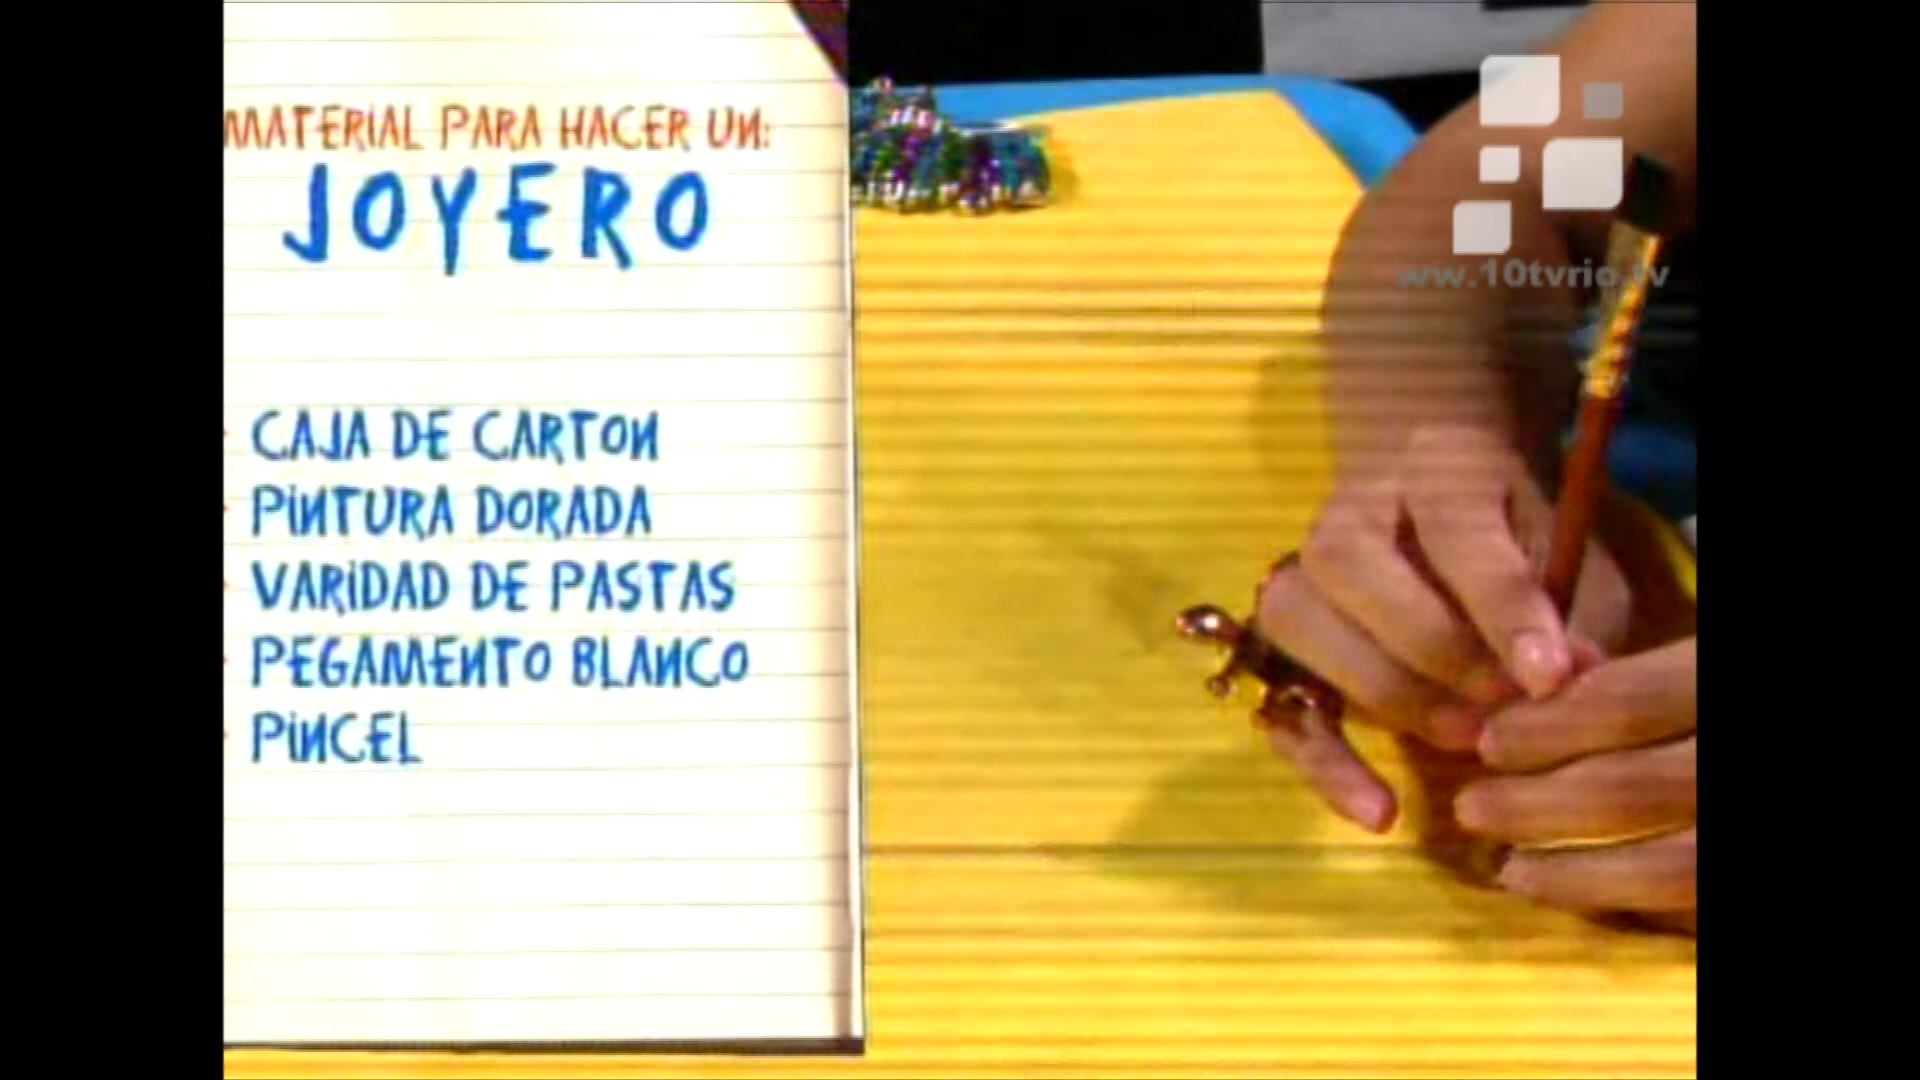 MATERIAL PARA HACER UN:
JOYERO
CAJA DE CARTON
PINTURA DORADA
VARIDAD DE PASTAS
PEGAMENTO BLANCO
PINCEL
www.10tvrio.tv